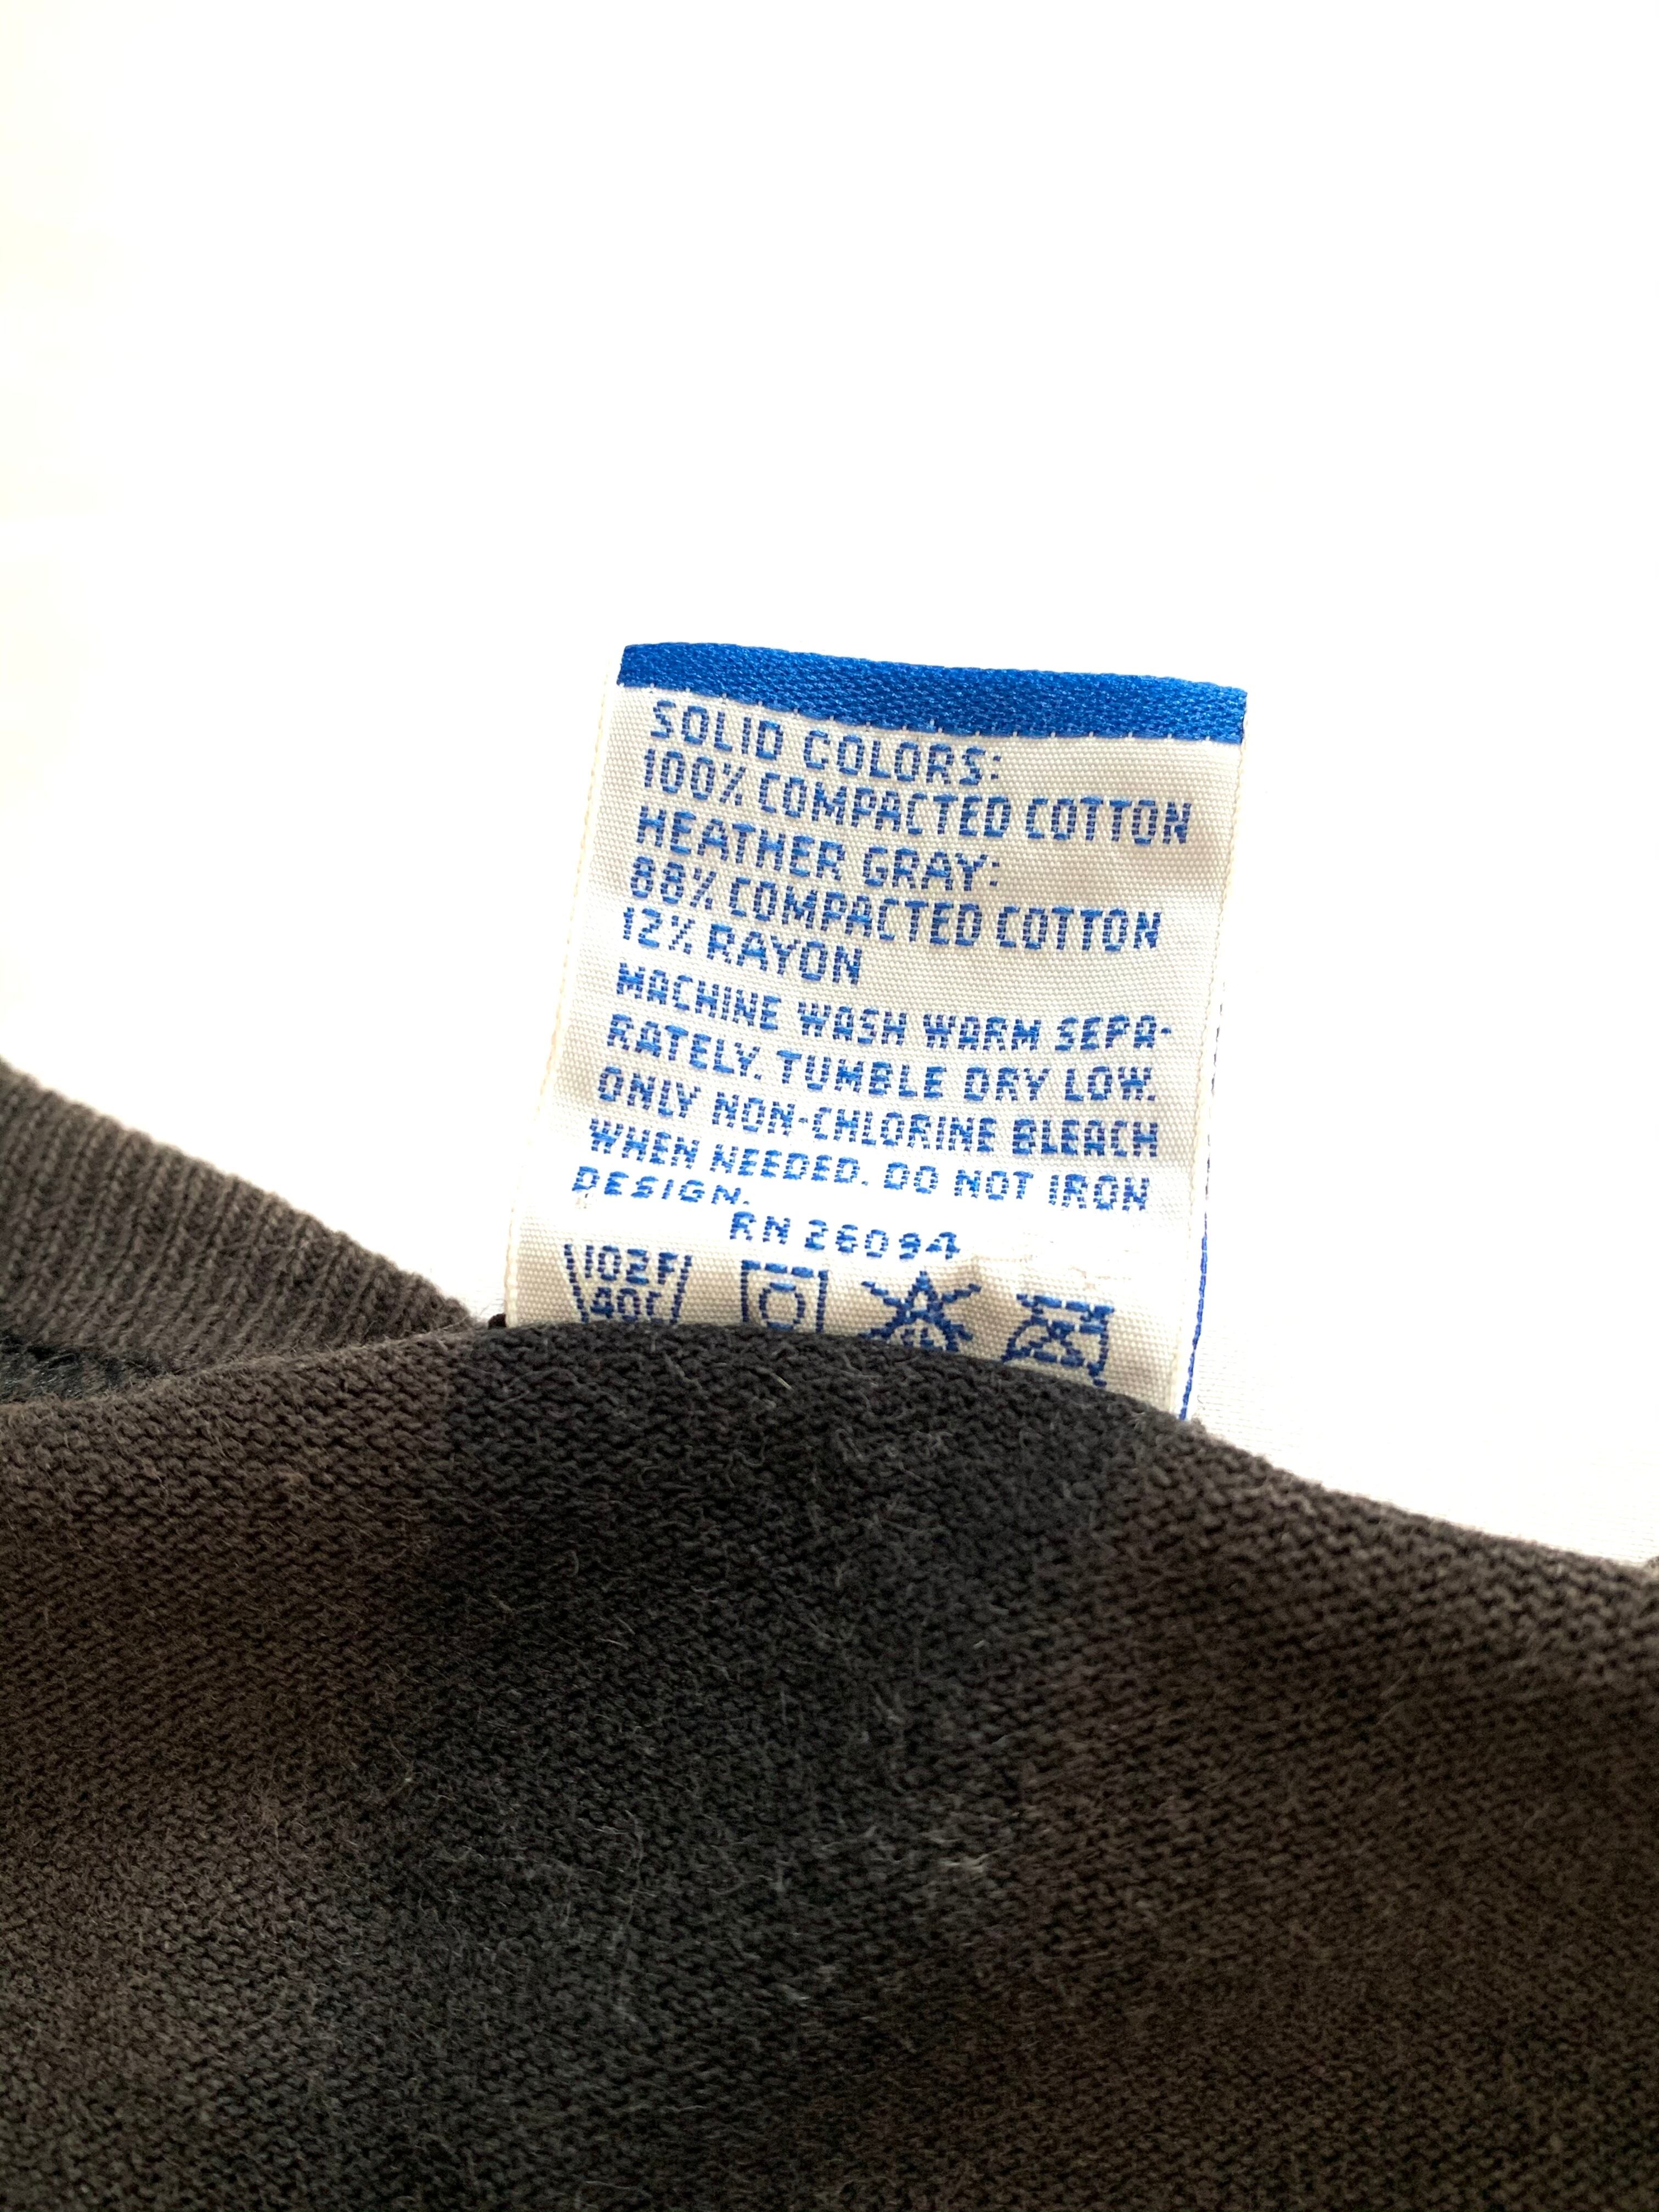 SOLID COLORS:
100% COMPACTED COTTON
HEATHER GRAY:
88% COMPACTED COTTON
12% RAYON
MACHINE WASH WARM SEPA-
RATELY. TUMBLE DRY LOW.
ONLY NON-CHLORINE BLEACH
WHEN NEEDED. DO NOT IRON
DESIGN.
RN 26094
102F
40C